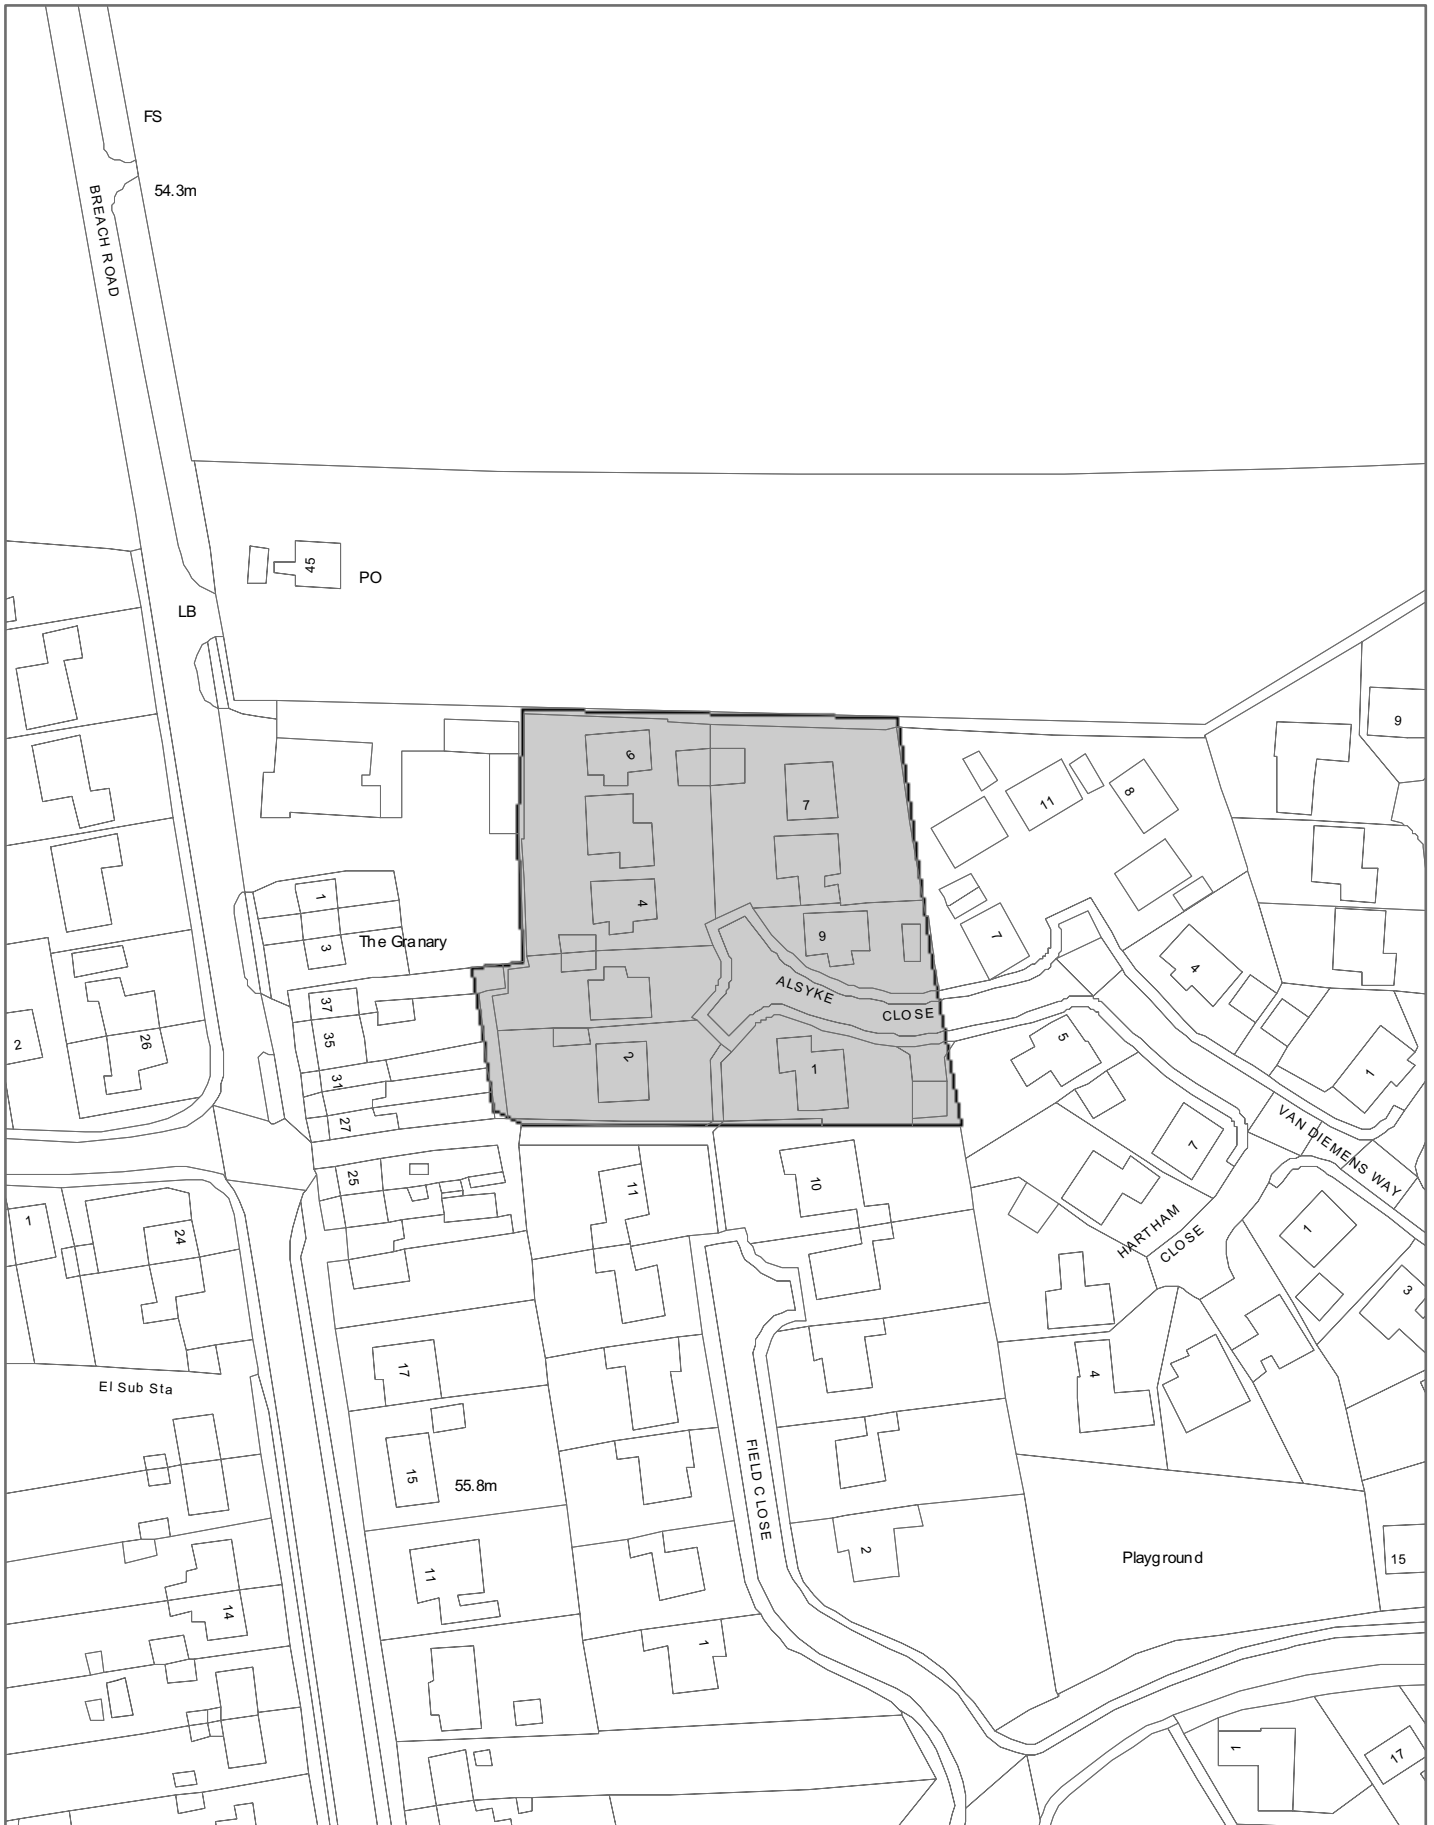 FS
54.3m
BREACH ROAD
45
PO
LB
9
6
7
11
8
4
9
7
4
1
3
The Granary
ALSYKE
CLOSE
37
35
31
27
26
2
2
1
5
1
7
VAN DIEMENS WAY
25
11
10
1
24
HARTHAM
CLOSE
1
3
El Sub Sta
17
4
15
55.8m
FIELD CLOSE
2
Playground
15
11
14
1
1
17